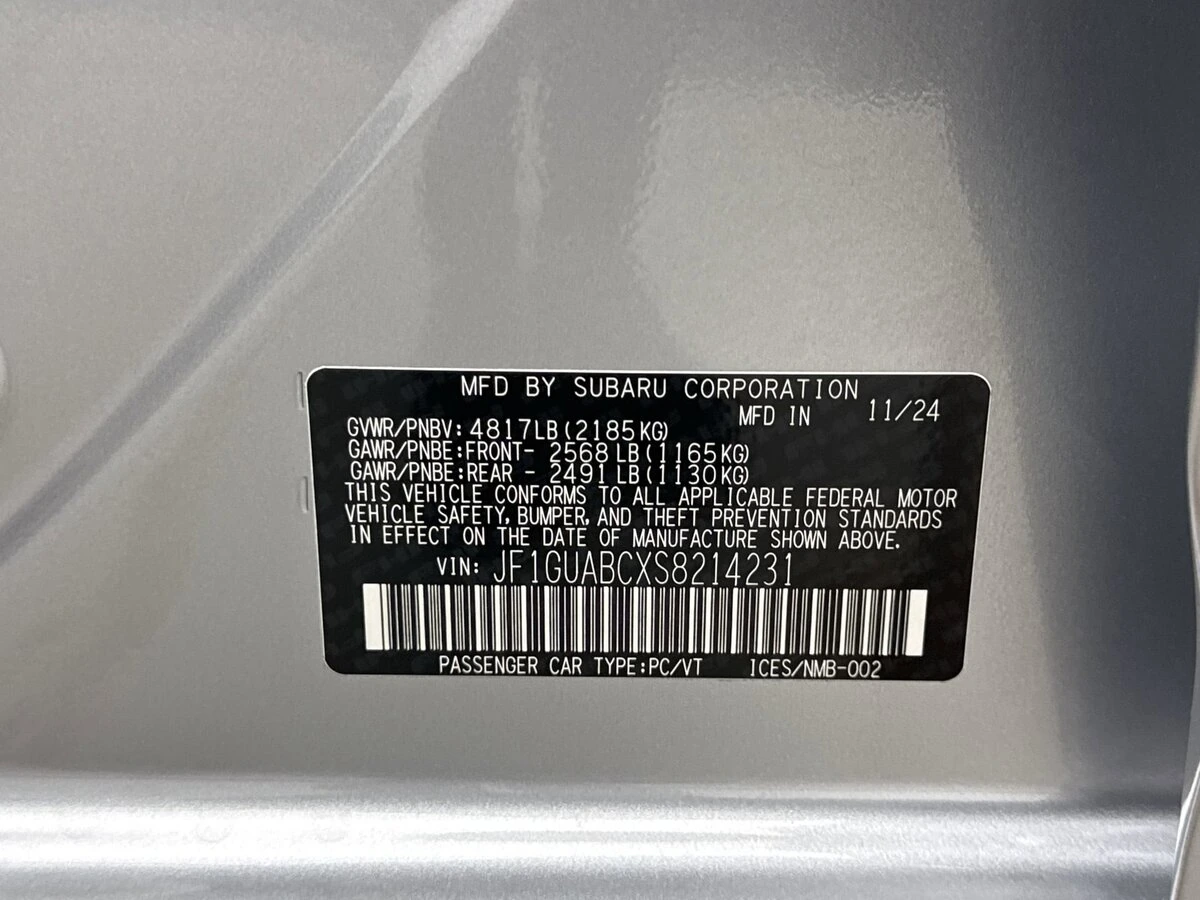 MFD BY SUBARU CORPORATION
MFD IN 11/24
GVWR/PNBV: 4817LB (2185KG)
GAWR/PNBE:FRONT- 2568 LB (1165KG)
GAWR/PNBE:REAR - 2491 LB (1130KG)
THIS VEHICLE CONFORMS TO ALL APPLICABLE FEDERAL MOTOR
VEHICLE SAFETY, BUMPER, AND THEFT PREVENTION STANDARDS
IN EFFECT ON THE DATE OF MANUFACTURE SHOWN ABOVE.
VIN: JF1GUABCXS8214231
PASSENGER CAR TYPE:PC/VT ICES/NMB-002